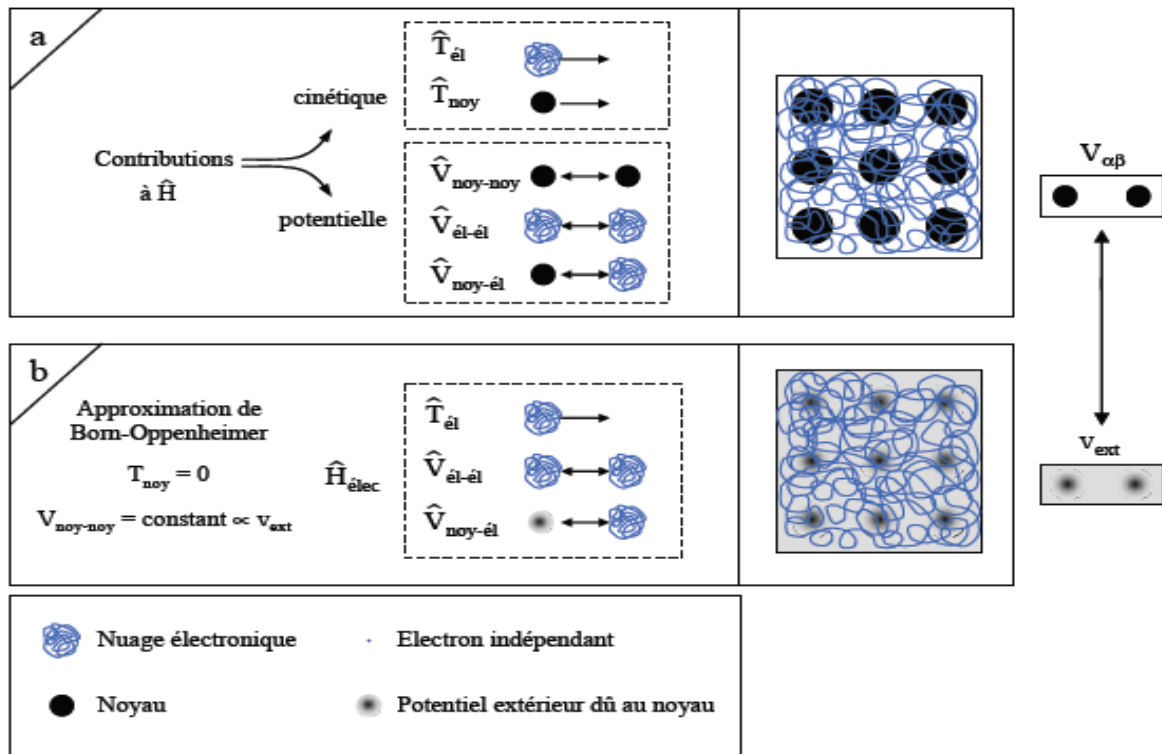 a
T̂él
cinétique
T̂noy
Contributions
à Ĥ
V̂noy-noy
potentielle
V̂él-él
V̂noy-él
Vαβ
b
Approximation de
Born-Oppenheimer
Tnoy = 0
Vnoy-noy = constant ∝ vext
Ĥélec
T̂él
V̂él-él
V̂noy-él
vext
Nuage électronique
Electron indépendant
Noyau
Potentiel extérieur dû au noyau